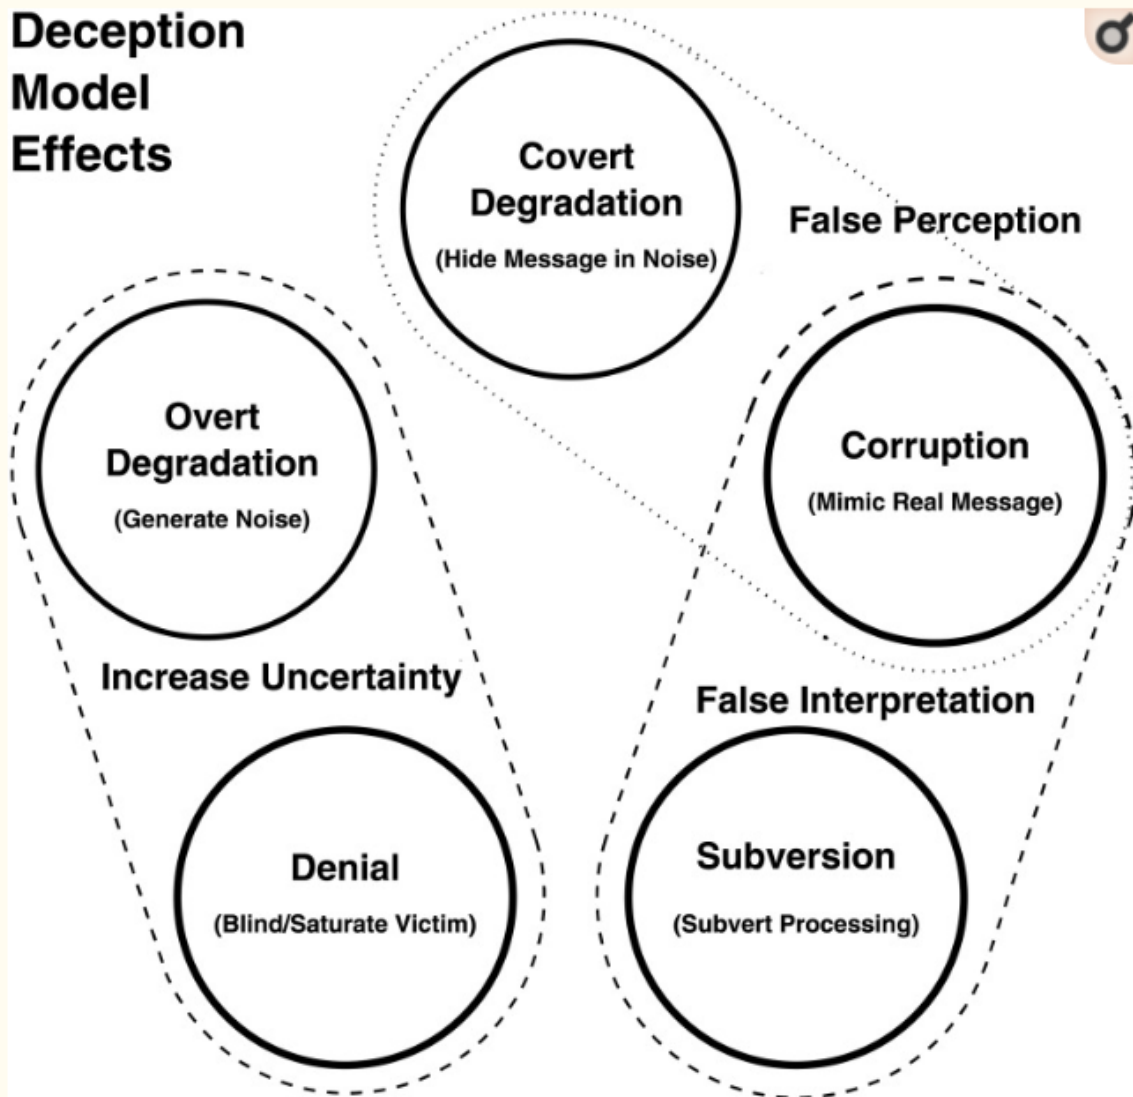 Deception
Model
Effects
Covert
Degradation
(Hide Message in Noise)
False Perception
Overt
Degradation
(Generate Noise)
Corruption
(Mimic Real Message)
Increase Uncertainty
False Interpretation
Denial
(Blind/Saturate Victim)
Subversion
(Subvert Processing)